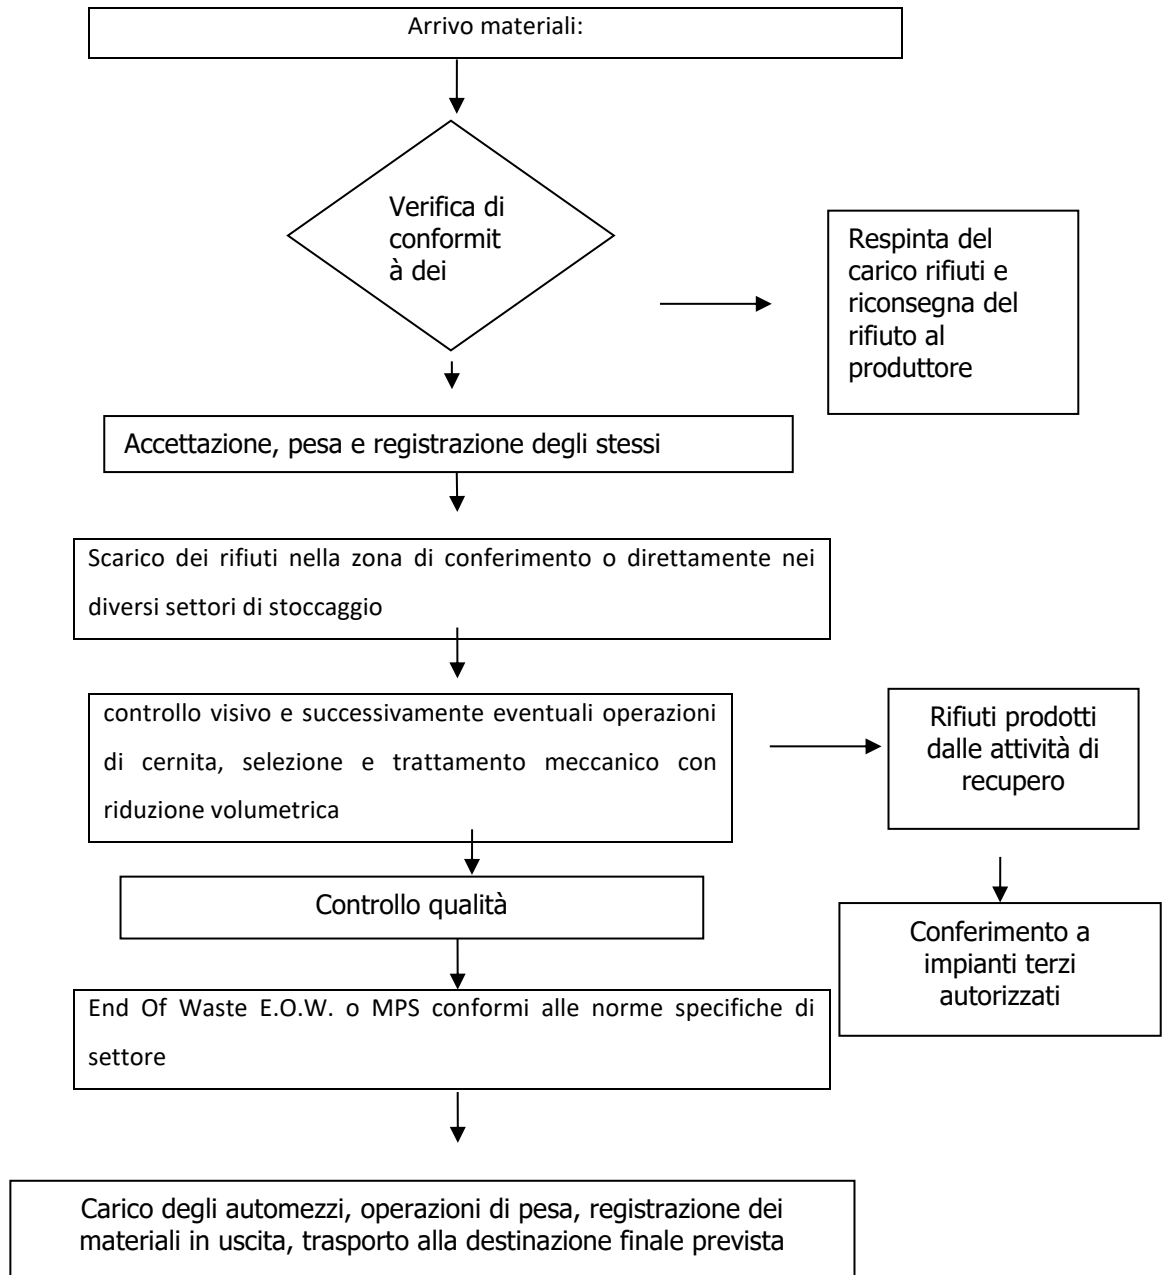 Arrivo materiali:
Verifica di
conformit
à dei
Respinta del
carico rifiuti e
riconsegna del
rifiuto al
produttore
Accettazione, pesa e registrazione degli stessi
Scarico dei rifiuti nella zona di conferimento o direttamente nei
diversi settori di stoccaggio
controllo visivo e successivamente eventuali operazioni
di cernita, selezione e trattamento meccanico con
riduzione volumetrica
Rifiuti prodotti
dalle attività di
recupero
Controllo qualità
Conferimento a
impianti terzi
autorizzati
End Of Waste E.O.W. o MPS conformi alle norme specifiche di
settore
Carico degli automezzi, operazioni di pesa, registrazione dei
materiali in uscita, trasporto alla destinazione finale prevista